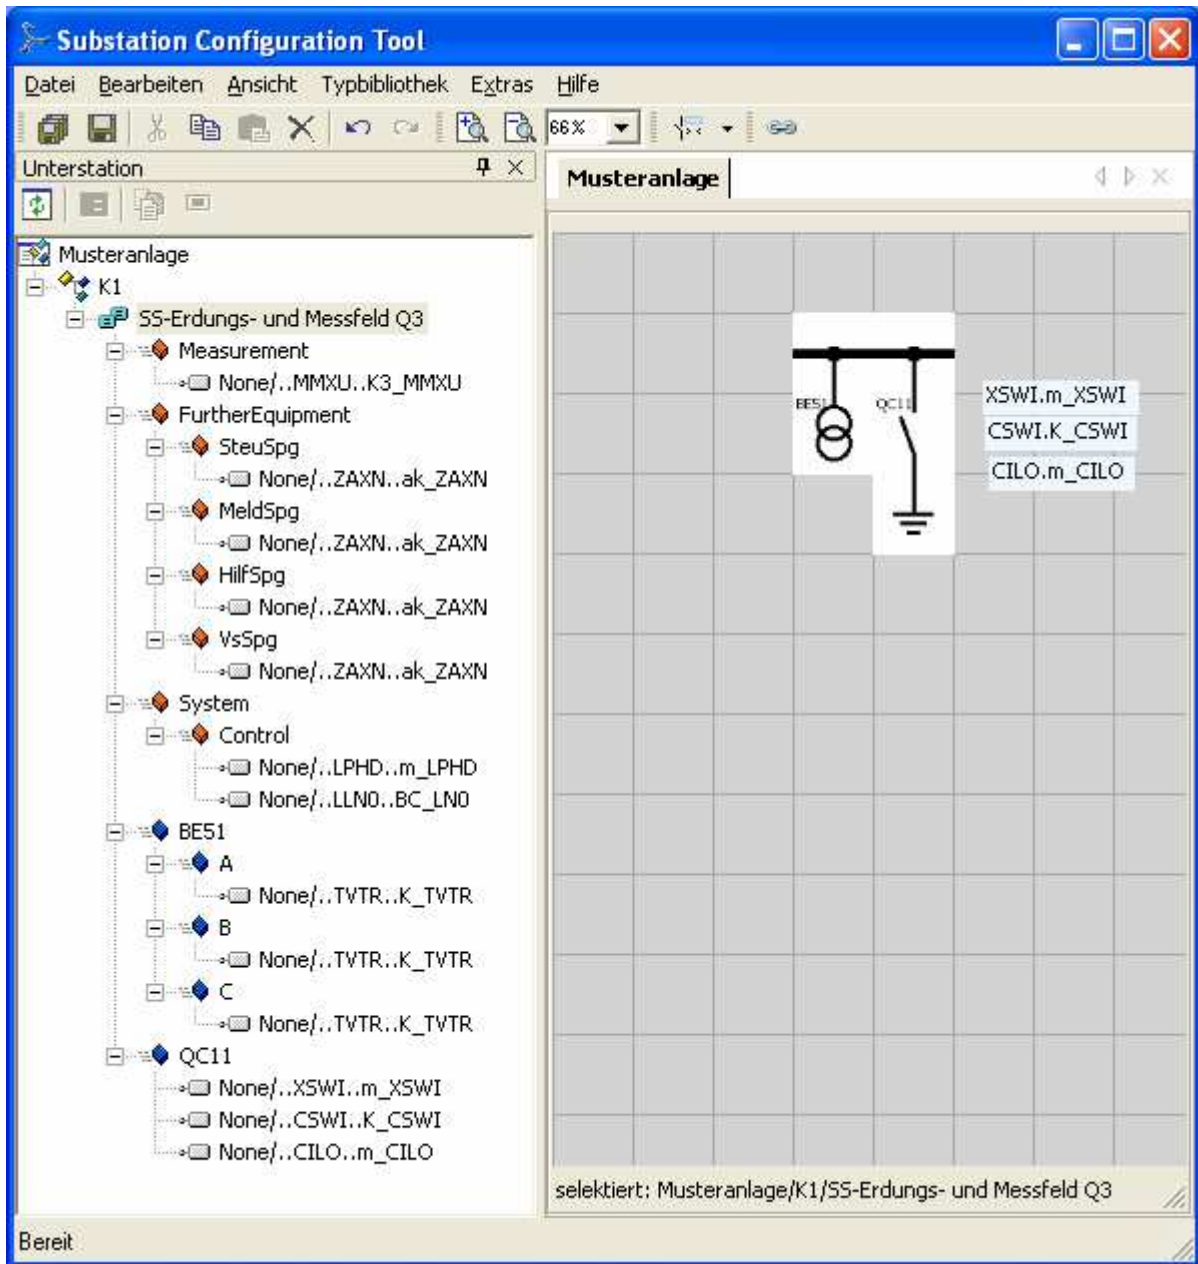 Substation Configuration Tool
Datei Bearbeiten Ansicht Typbibliothek Extras Hilfe
66%
Unterstation
Musteranlage
K1
SS-Erdungs- und Messfeld Q3
Measurement
None/..MMXU..K3_MMXU
FurtherEquipment
SteuSpg
None/..ZAXN..ak_ZAXN
MeldSpg
None/..ZAXN..ak_ZAXN
HilfSpg
None/..ZAXN..ak_ZAXN
VsSpg
None/..ZAXN..ak_ZAXN
System
Control
None/..LPHD..m_LPHD
None/..LLN0..BC_LN0
BE51
A
None/..TVTR..K_TVTR
B
None/..TVTR..K_TVTR
C
None/..TVTR..K_TVTR
QC11
None/..XSWI..m_XSWI
None/..CSWI..K_CSWI
None/..CILO..m_CILO
Musteranlage
BE51
QC11
XSWI.m_XSWI
CSWI.K_CSWI
CILO.m_CILO
selektiert: Musteranlage/K1/SS-Erdungs- und Messfeld Q3
Bereit